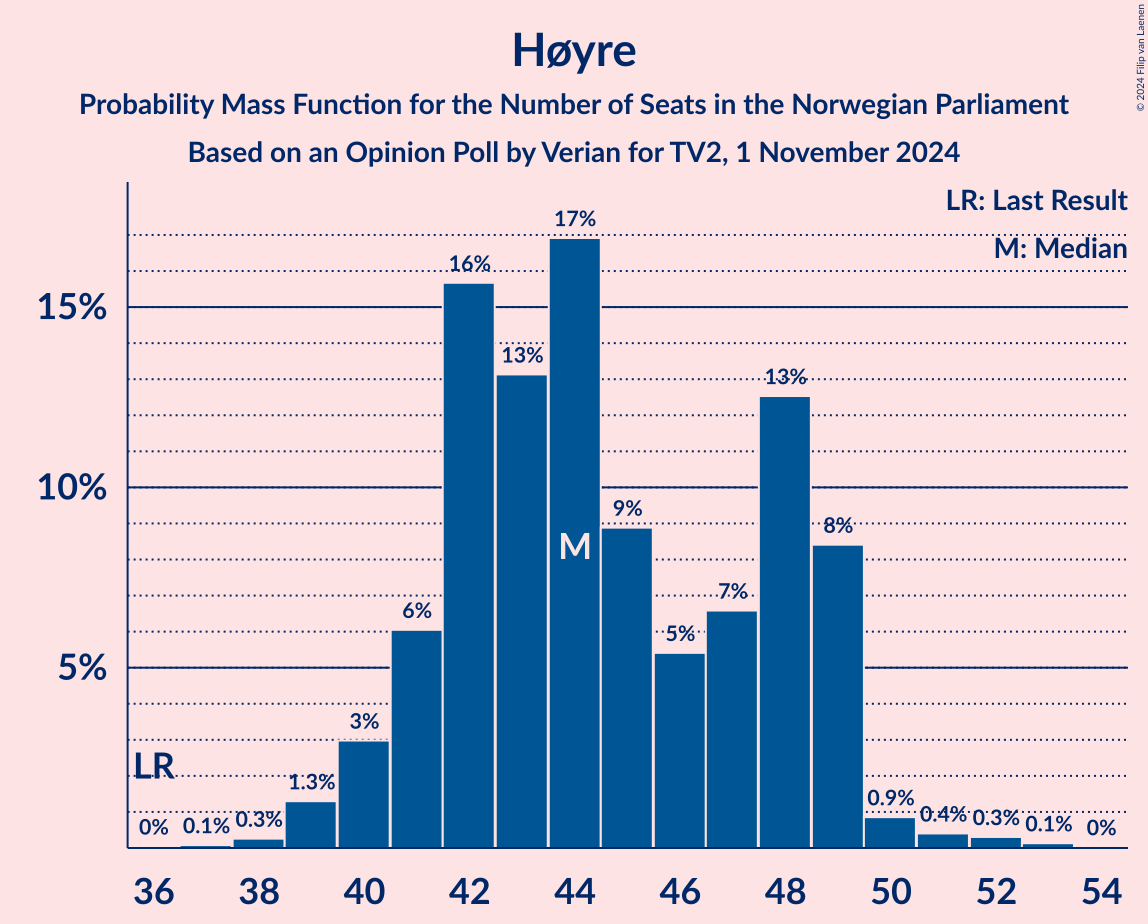 Høyre
Probability Mass Function for the Number of Seats in the Norwegian Parliament
Based on an Opinion Poll by Verian for TV2, 1 November 2024
© 2024 Filip van Laenen
LR: Last Result
M: Median
15%
10%
5%
0%
0.1%
0.3%
1.3%
3%
6%
16%
13%
17%
9%
5%
7%
13%
8%
0.9%
0.4%
0.3%
0.1%
0%
LR
M
36 38 40 42 44 46 48 50 52 54